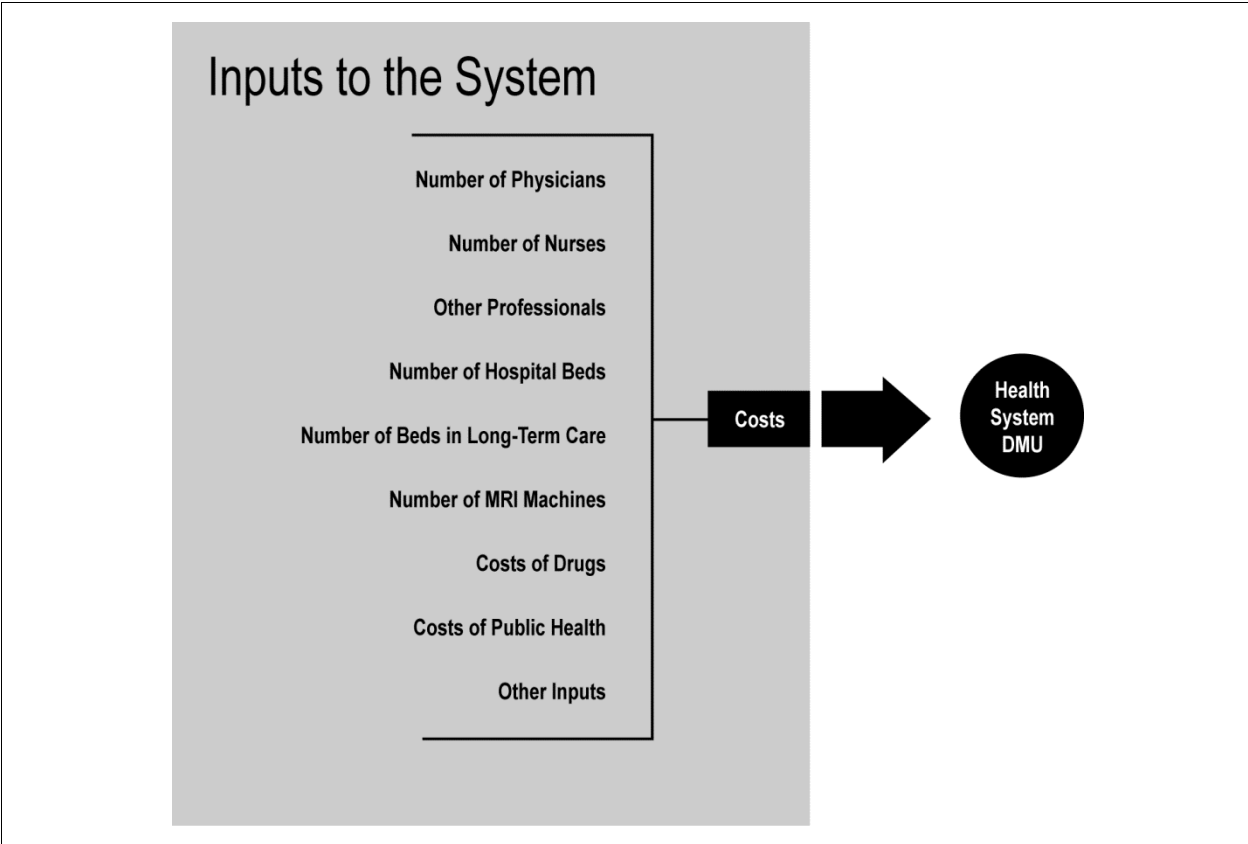 Inputs to the System
Number of Physicians
Number of Nurses
Other Professionals
Number of Hospital Beds
Number of Beds in Long-Term Care
Number of MRI Machines
Costs of Drugs
Costs of Public Health
Other Inputs
Costs
Health
System
DMU